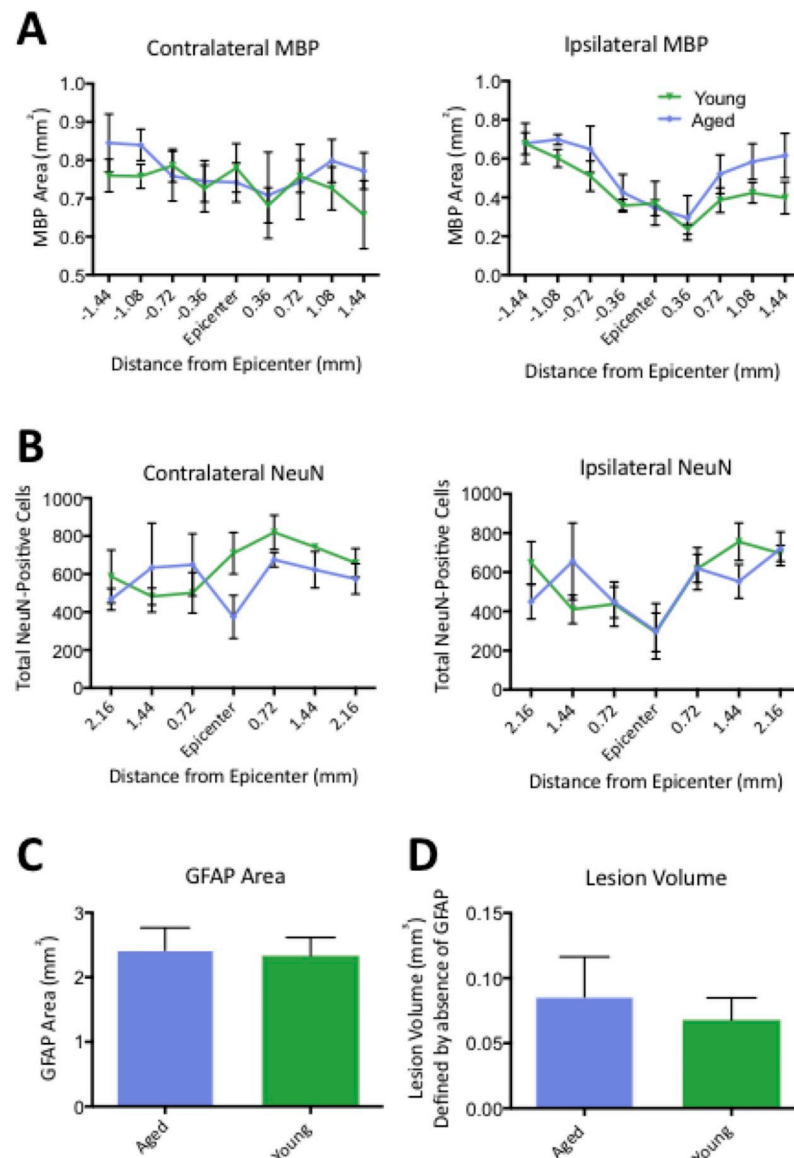 A
Contralateral MBP
MBP Area (mm²)
1.0
0.9
0.8
0.7
0.6
0.5
-1.44
-1.08
-0.72
-0.36
Epicenter
0.36
0.72
1.08
1.44
Distance from Epicenter (mm)
Ipsilateral MBP
Young
Aged
MBP Area (mm²)
1.0
0.8
0.6
0.4
0.2
0.0
-1.44
-1.08
-0.72
-0.36
Epicenter
0.36
0.72
1.08
1.44
Distance from Epicenter (mm)
B
Contralateral NeuN
Total NeuN-Positive Cells
1000
800
600
400
200
0
2.16
1.44
0.72
Epicenter
0.72
1.44
2.16
Distance from Epicenter (mm)
Ipsilateral NeuN
Total NeuN-Positive Cells
1000
800
600
400
200
0
2.16
1.44
0.72
Epicenter
0.72
1.44
2.16
Distance from Epicenter (mm)
C
GFAP Area
GFAP Area (mm²)
3
2
1
0
Aged
Young
D
Lesion Volume
Lesion Volume (mm³)
Defined by absence of GFAP
0.15
0.10
0.05
0.00
Aged
Young